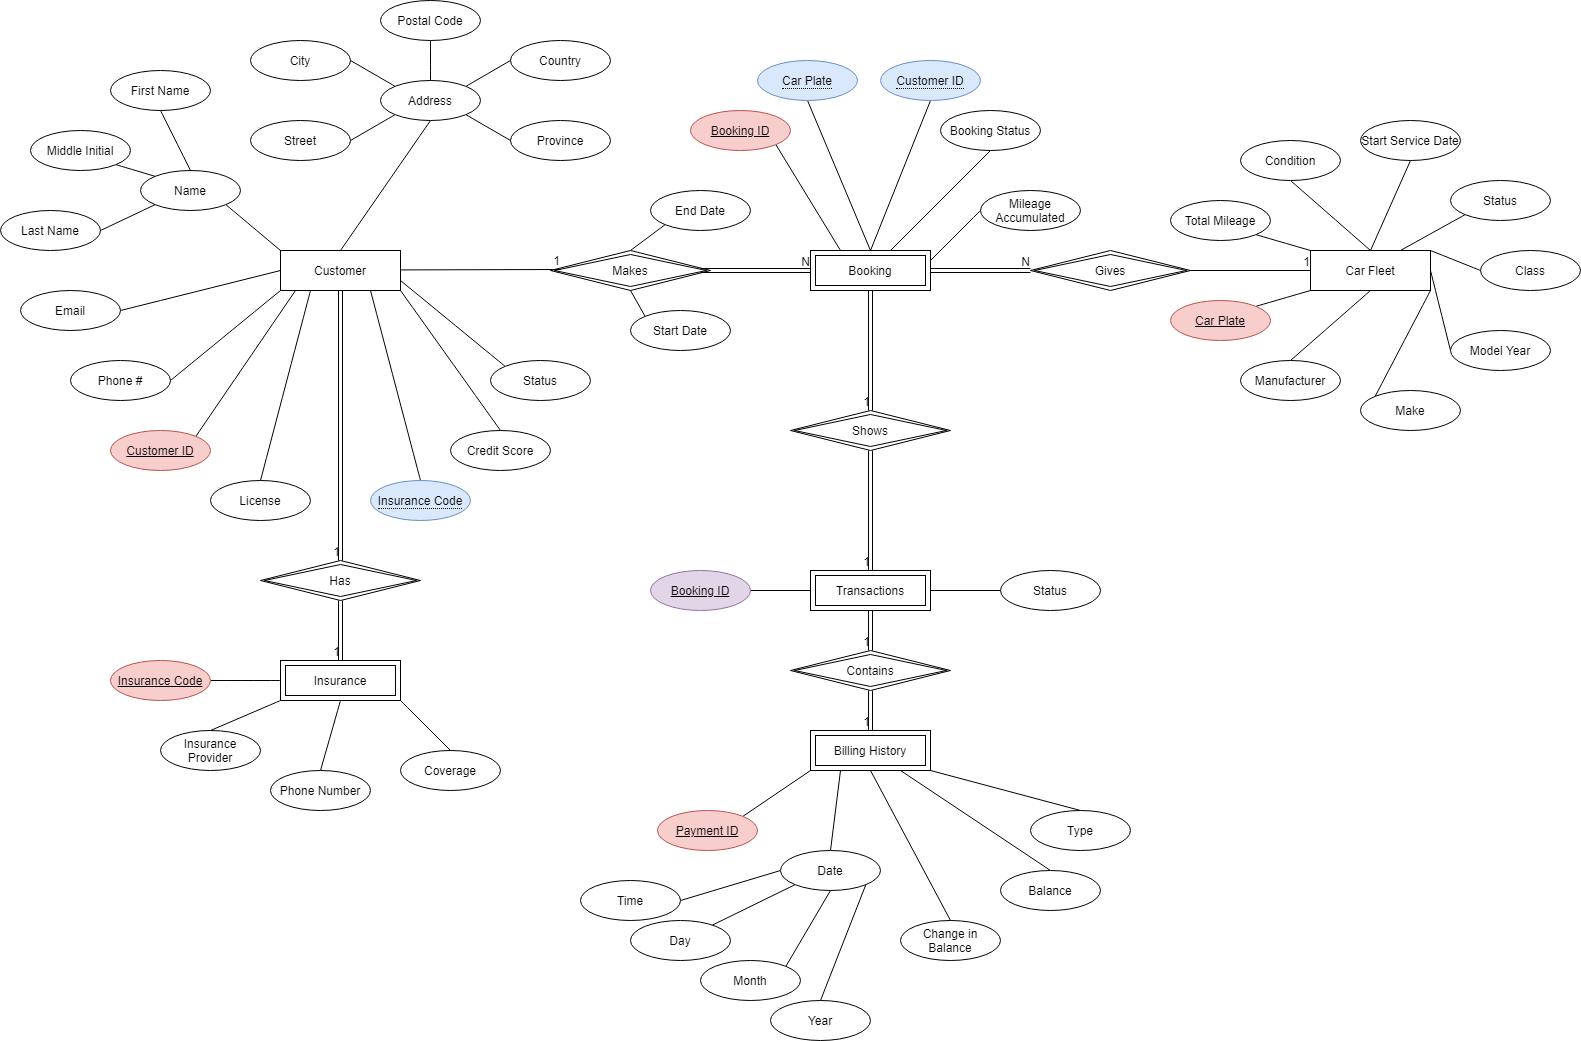 Postal Code
City
Country
Address
Street
Province
First Name
Middle Initial
Name
Last Name
Car Plate
Customer ID
Booking ID
Booking Status
Mileage
Accumulated
End Date
Start Service Date
Condition
Status
Total Mileage
Customer
1
Makes
N
Booking
N
Gives
1
Car Fleet
Class
Email
Start Date
Car Plate
Model Year
Phone #
Status
Manufacturer
Make
1
Shows
Customer ID
Credit Score
License
Insurance Code
1
Has
1
Booking ID
Transactions
Status
1
Insurance Code
Insurance
1
Contains
Insurance
Provider
Phone Number
Coverage
1
Billing History
Payment ID
Type
Date
Balance
Time
Day
Change in
Balance
Month
Year